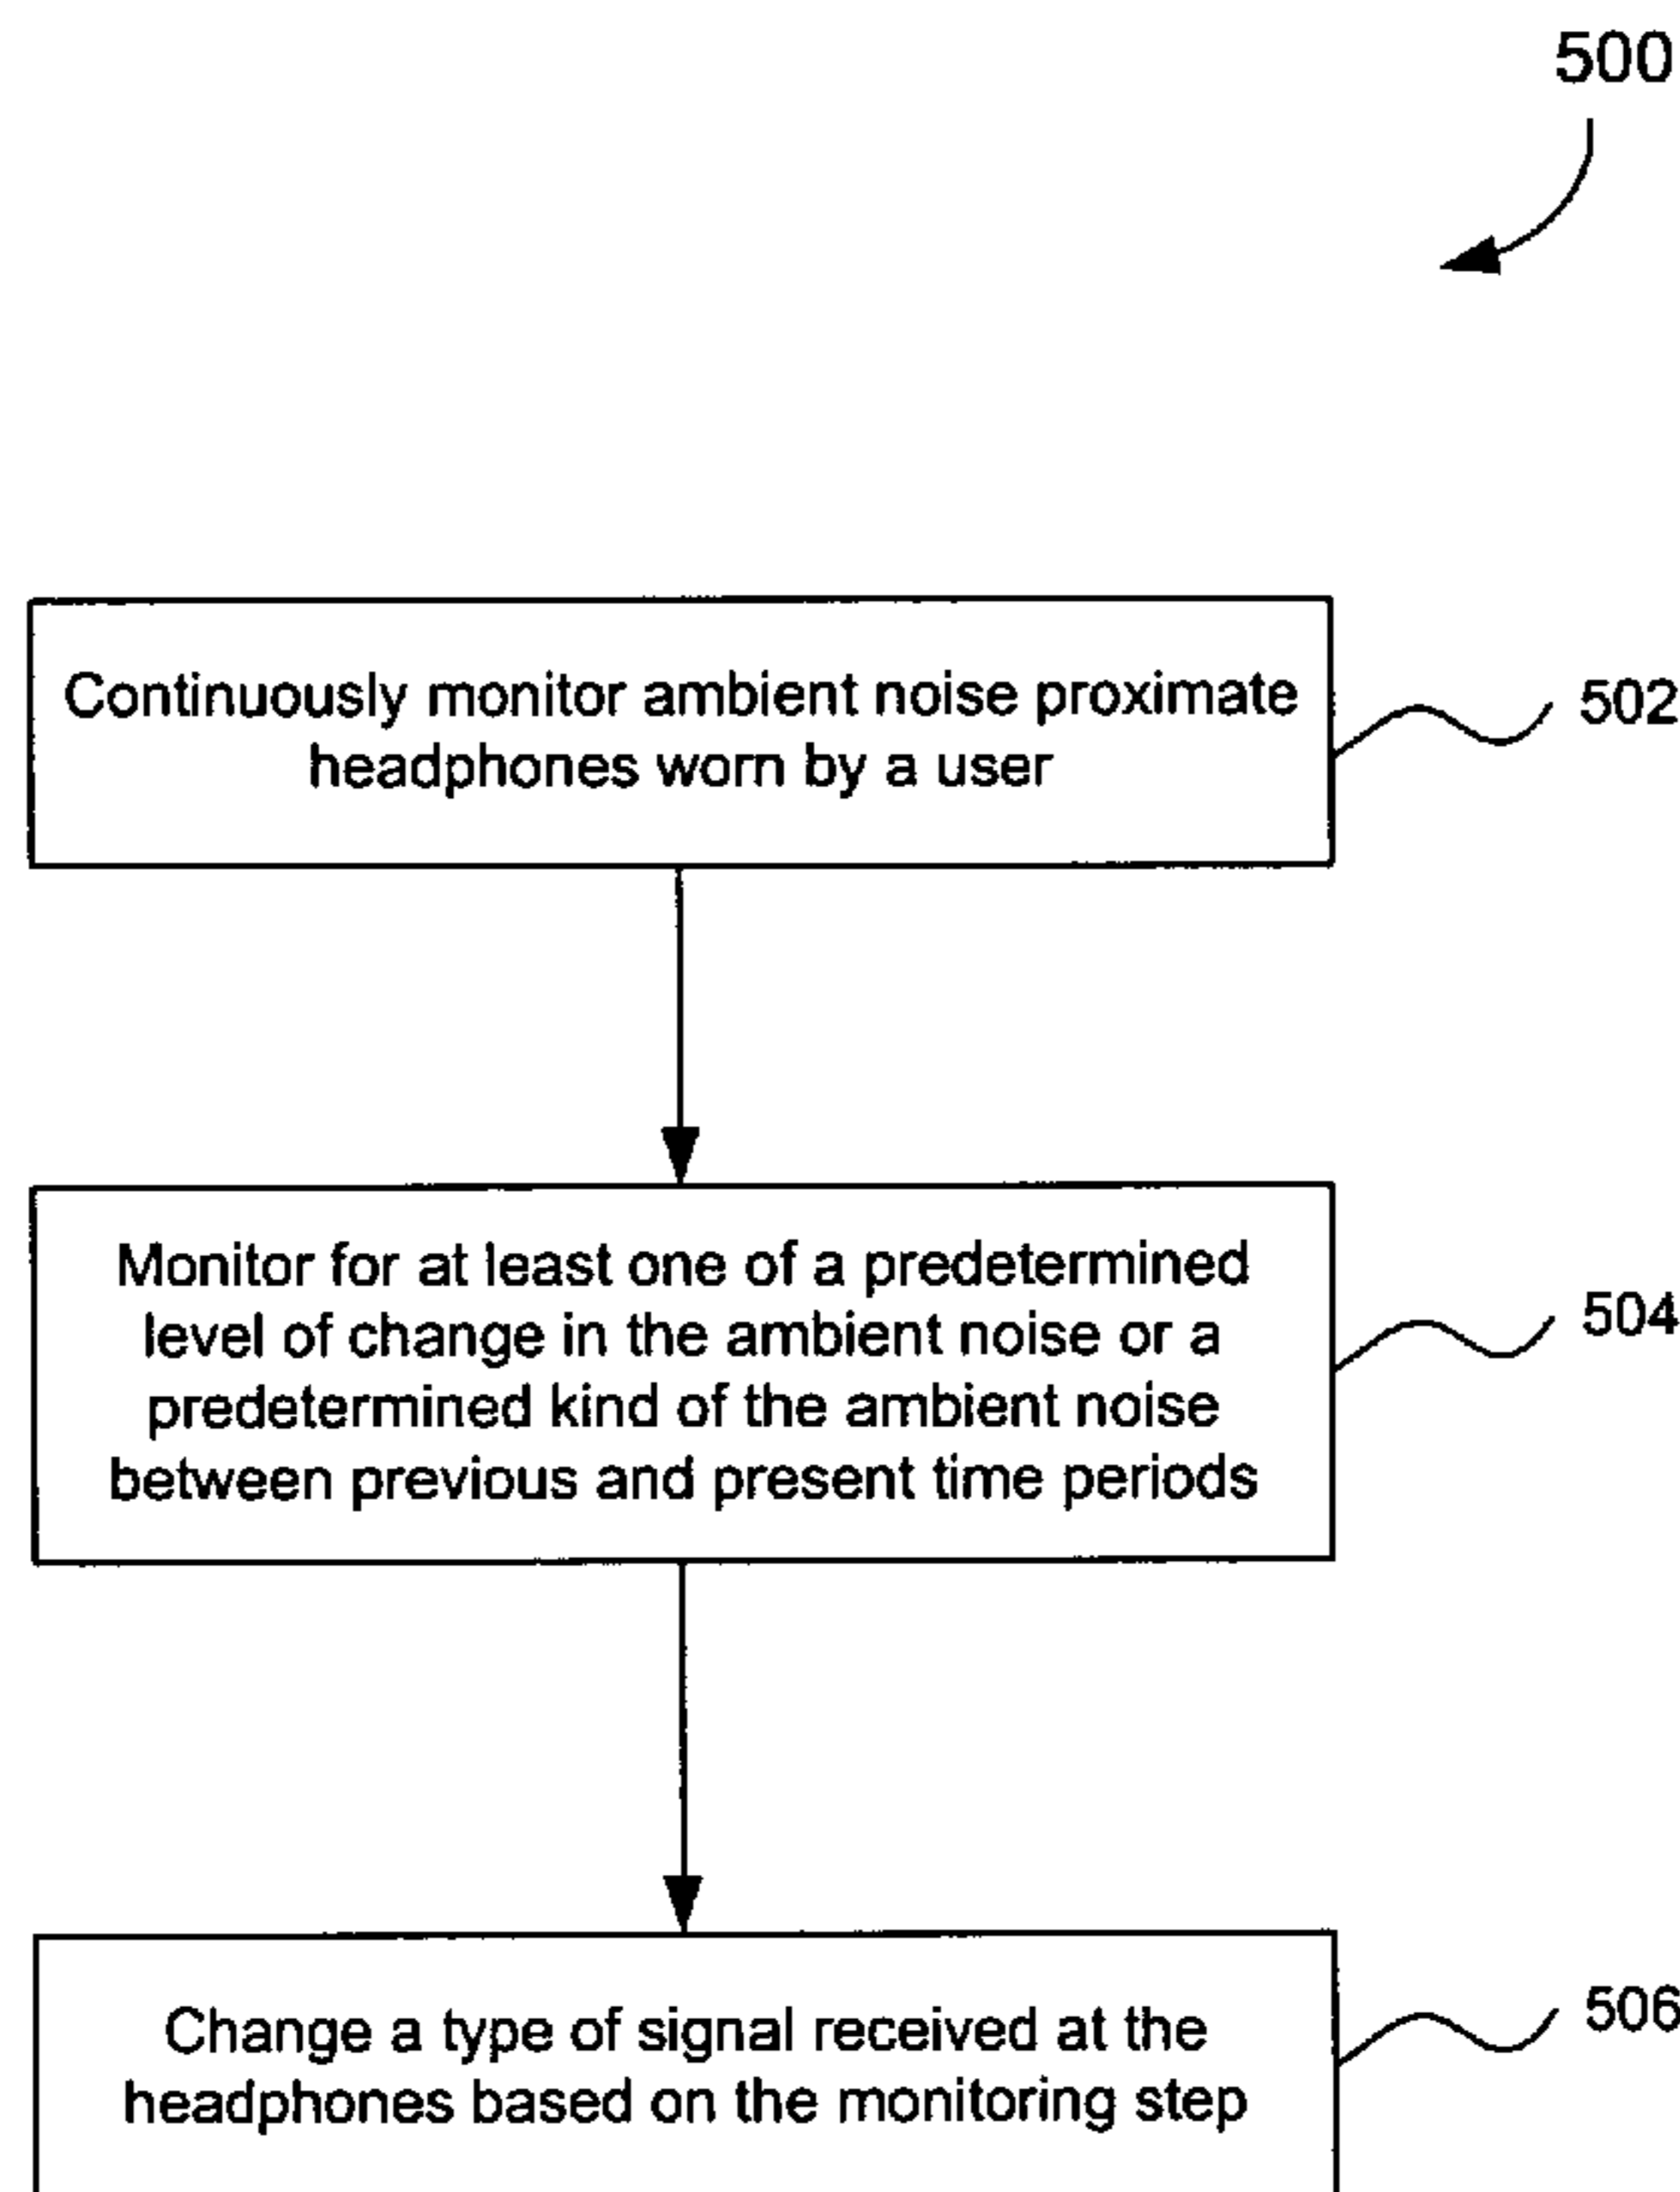 500
Continuously monitor ambient noise proximate
headphones worn by a user
502
Monitor for at least one of a predetermined
level of change in the ambient noise or a
predetermined kind of the ambient noise
between previous and present time periods
504
Change a type of signal received at the
headphones based on the monitoring step
506